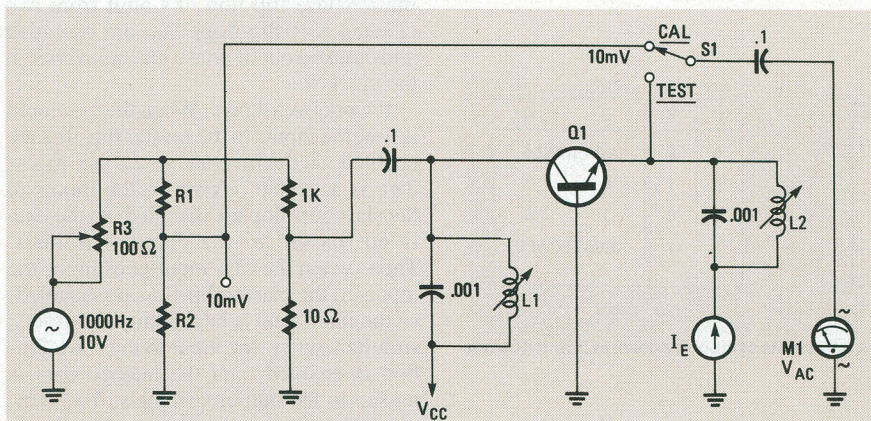 CAL
10mV
S1
.1
TEST
Q1
.1
R1
1K
R3
100Ω
.001
L2
10mV
1000Hz
10V
R2
10Ω
.001
L1
IE
M1
VAC
VCC